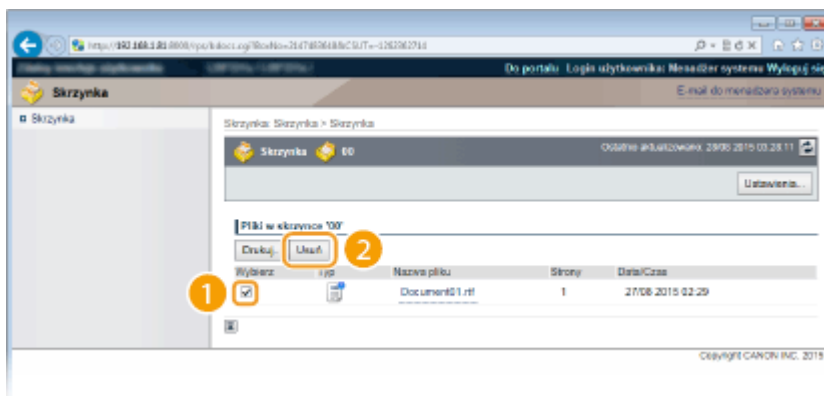 Do portalu Login użytkownika: Menadżer systemu Wyloguj się
Skrzynka
E-mail do menadżera systemu
Skrzynka
Skrzynka: Skrzynka > Skrzynka
Skrzynka 00
Ostatnio aktualizowano: 28/08 2015 03:28:11
Ustawienia...
Pliki w skrzynce '00'
Drukuj... Usuń 2
Wybierz Typ Nazwa pliku Strony Data/Czas
1 Document01.rtf 1 27/08 2015 02:29
Copyright CANON INC. 2015